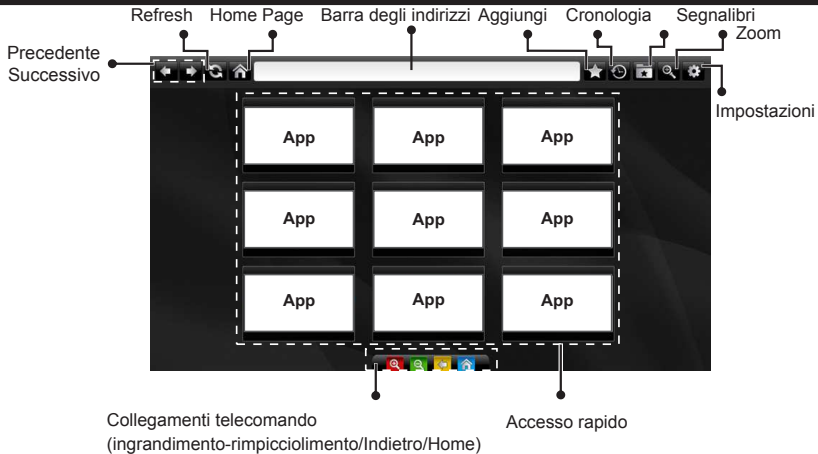 Refresh Home Page Barra degli indirizzi Aggiungi Cronologia Segnalibri
Zoom
Precedente
Successivo
Impostazioni
App App App
App App App
App App App
Collegamenti telecomando
(ingrandimento-rimpicciolimento/Indietro/Home)
Accesso rapido